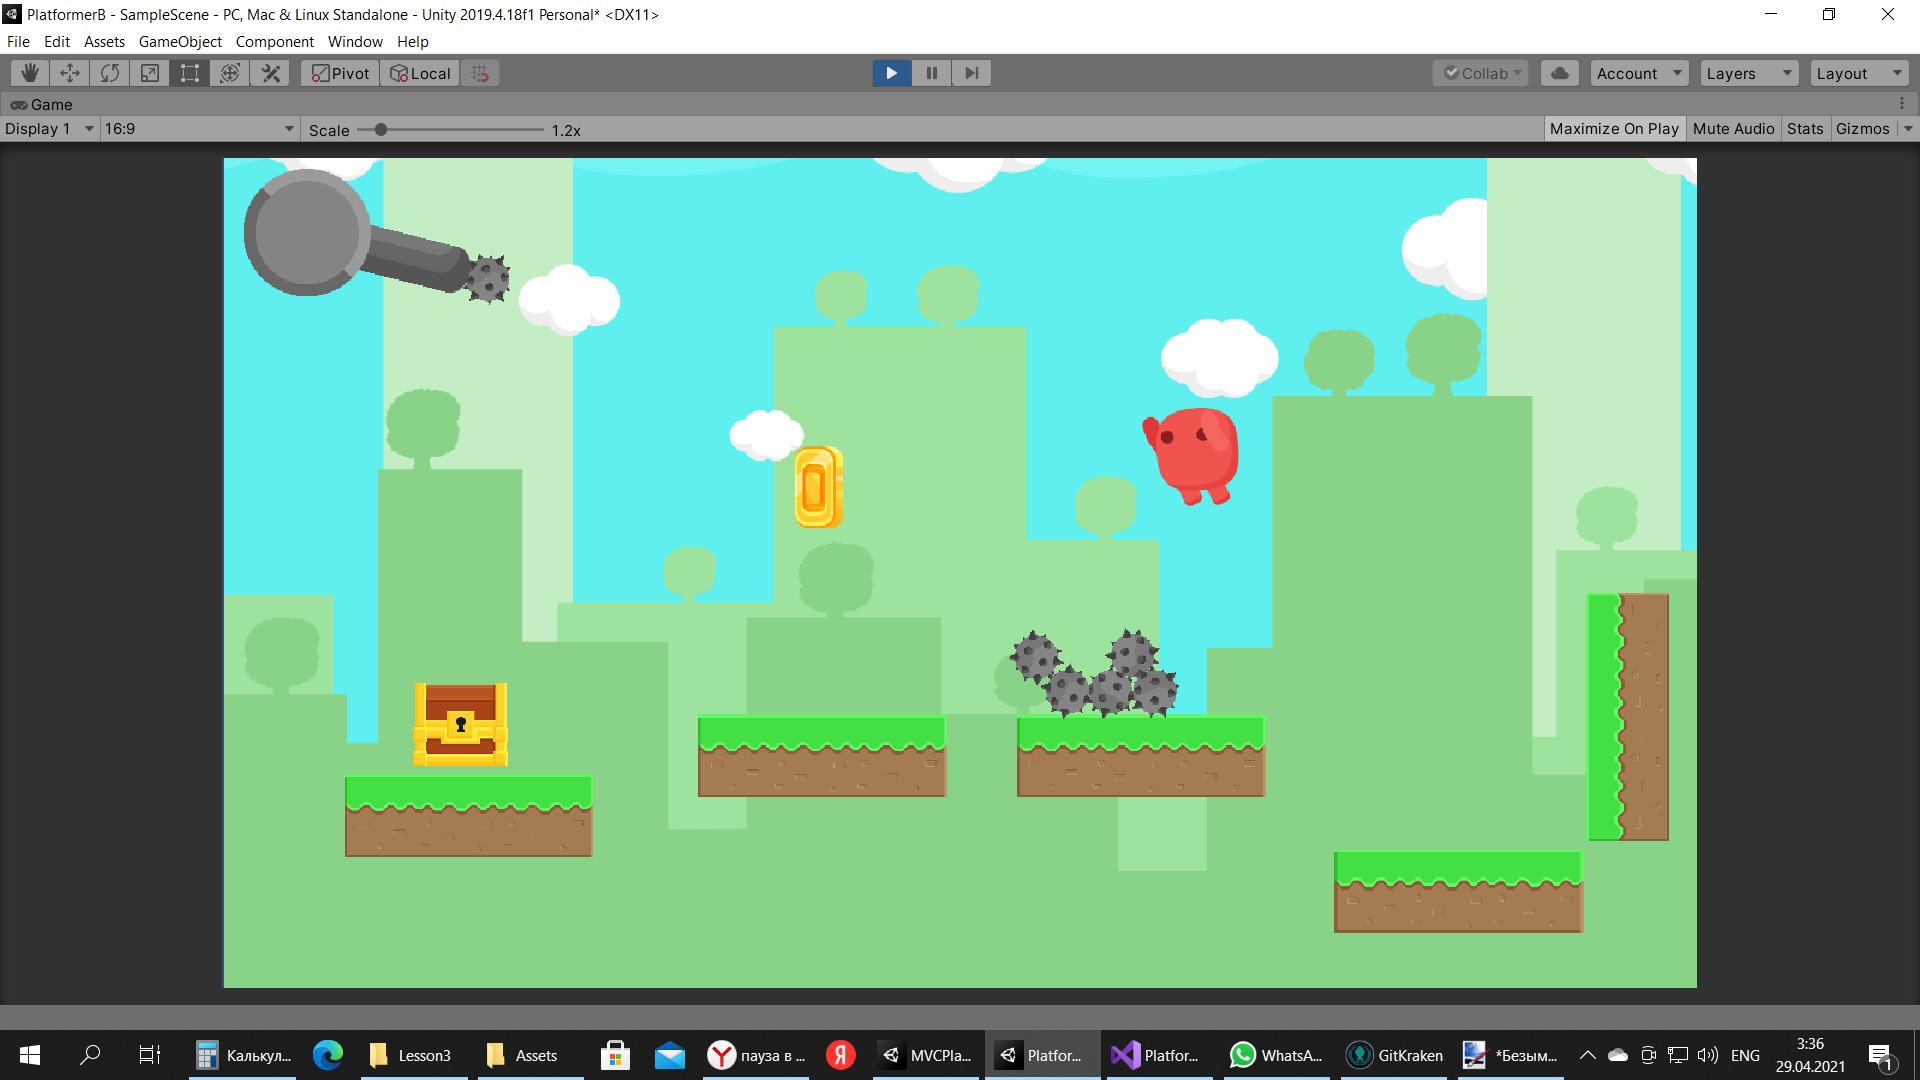 PlatformerB - SampleScene - PC, Mac & Linux Standalone - Unity 2019.4.18f1 Personal* <DX11>
File Edit Assets GameObject Component Window Help
Pivot Local Collab Account Layers Layout
Game
Display 1 16:9 Scale 1.2x Maximize On Play Mute Audio Stats Gizmos
Калькул... Lesson3 Assets пауза в ... MVCPla... Platfor... Platfor... WhatsA... GitKraken *Безым... ENG
3:36
29.04.2021
1